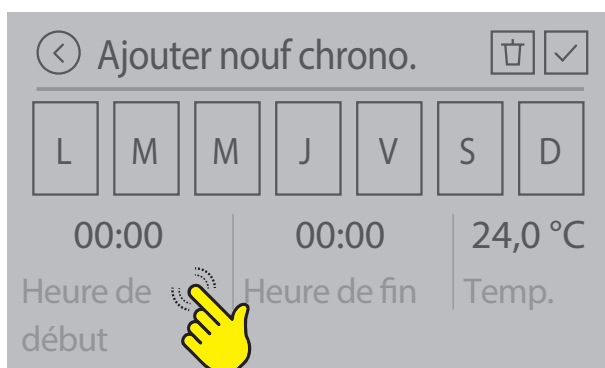 Ajouter nouf chrono.
L M M J V S D
00:00 00:00 24,0 °C
Heure de Heure de fin Temp.
début